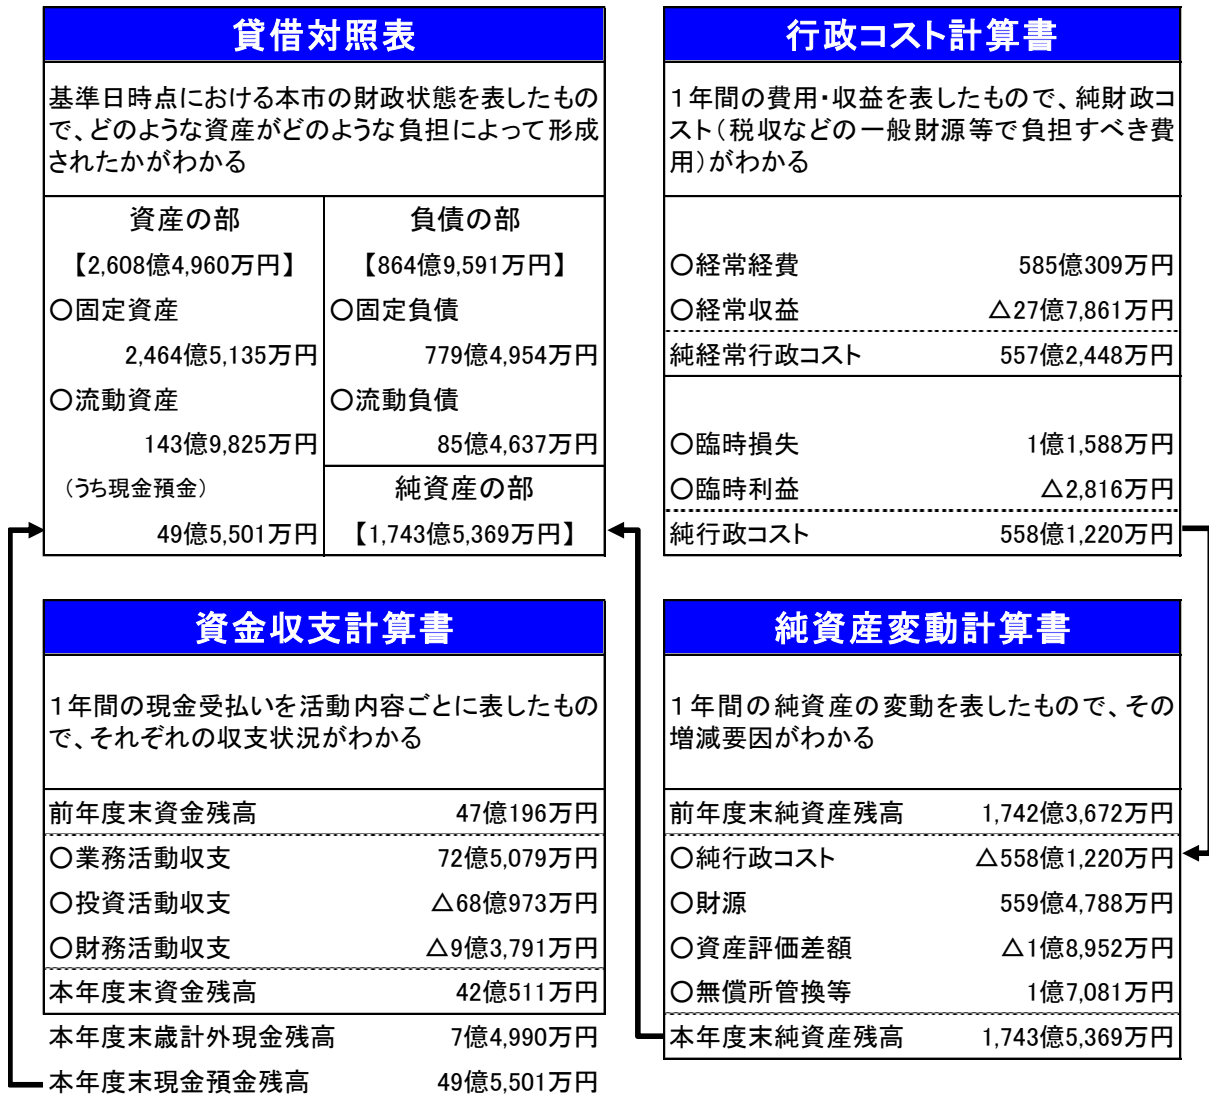 貸借対照表
基準日時点における本市の財政状態を表したもの
で、どのような資産がどのような負担によって形成
されたかがわかる
資産の部
【2,608億4,960万円】
〇固定資産
2,464億5,135万円
〇流動資産
143億9,825万円
（うち現金預金）
49億5,501万円
負債の部
【864億9,591万円】
〇固定負債
779億4,954万円
〇流動負債
85億4,637万円
純資産の部
【1,743億5,369万円】
行政コスト計算書
１年間の費用・収益を表したもので、純財政コ
スト（税収などの一般財源等で負担すべき費
用）がわかる
〇経常経費 585億309万円
〇経常収益 △27億7,861万円
純経常行政コスト 557億2,448万円
〇臨時損失 1億1,588万円
〇臨時利益 △2,816万円
純行政コスト 558億1,220万円
資金収支計算書
１年間の現金受払いを活動内容ごとに表したもの
で、それぞれの収支状況がわかる
前年度末資金残高 47億196万円
〇業務活動収支 72億5,079万円
〇投資活動収支 △68億973万円
〇財務活動収支 △9億3,791万円
本年度末資金残高 42億511万円
本年度末歳計外現金残高 7億4,990万円
本年度末現金預金残高 49億5,501万円
純資産変動計算書
１年間の純資産の変動を表したもので、その
増減要因がわかる
前年度末純資産残高 1,742億3,672万円
〇純行政コスト △558億1,220万円
〇財源 559億4,788万円
〇資産評価差額 △1億8,952万円
〇無償所管換等 1億7,081万円
本年度末純資産残高 1,743億5,369万円